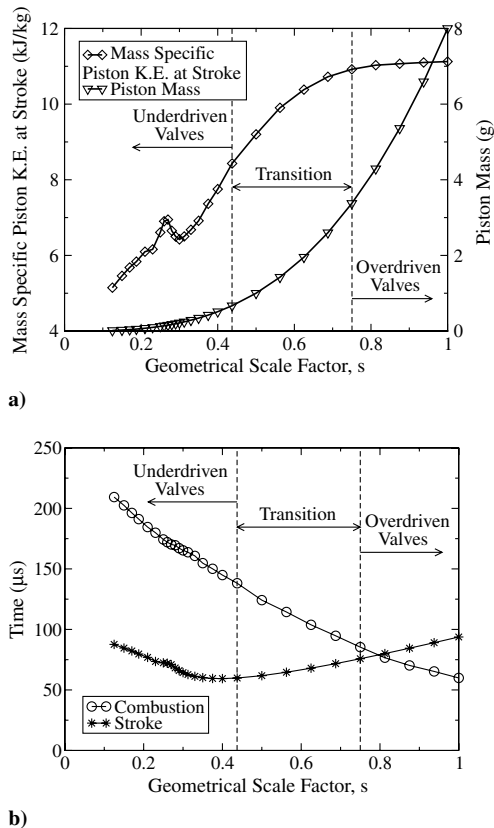 14
12
10
8
6
4
Mass Specific Piston K.E. at Stroke (kJ/kg)
Mass Specific
Piston K.E. at Stroke
Piston Mass
Underdriven
Valves
Transition
Overdriven
Valves
8
6
4
2
0
Piston Mass (g)
0 0.2 0.4 0.6 0.8 1
Geometrical Scale Factor, s
a)
250
200
150
100
50
0
Time (μs)
Underdriven
Valves
Transition
Overdriven
Valves
Combustion
Stroke
0 0.2 0.4 0.6 0.8 1
Geometrical Scale Factor, s
b)